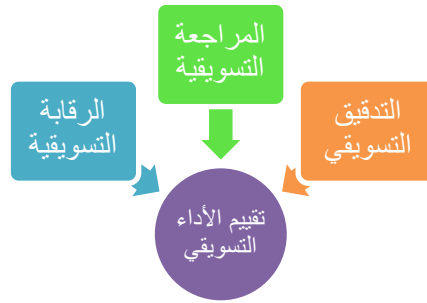 المراجعة
التسويقية
التدقيق
التسويقي
الرقابة
التسويقية
تقييم الأداء
التسويقي